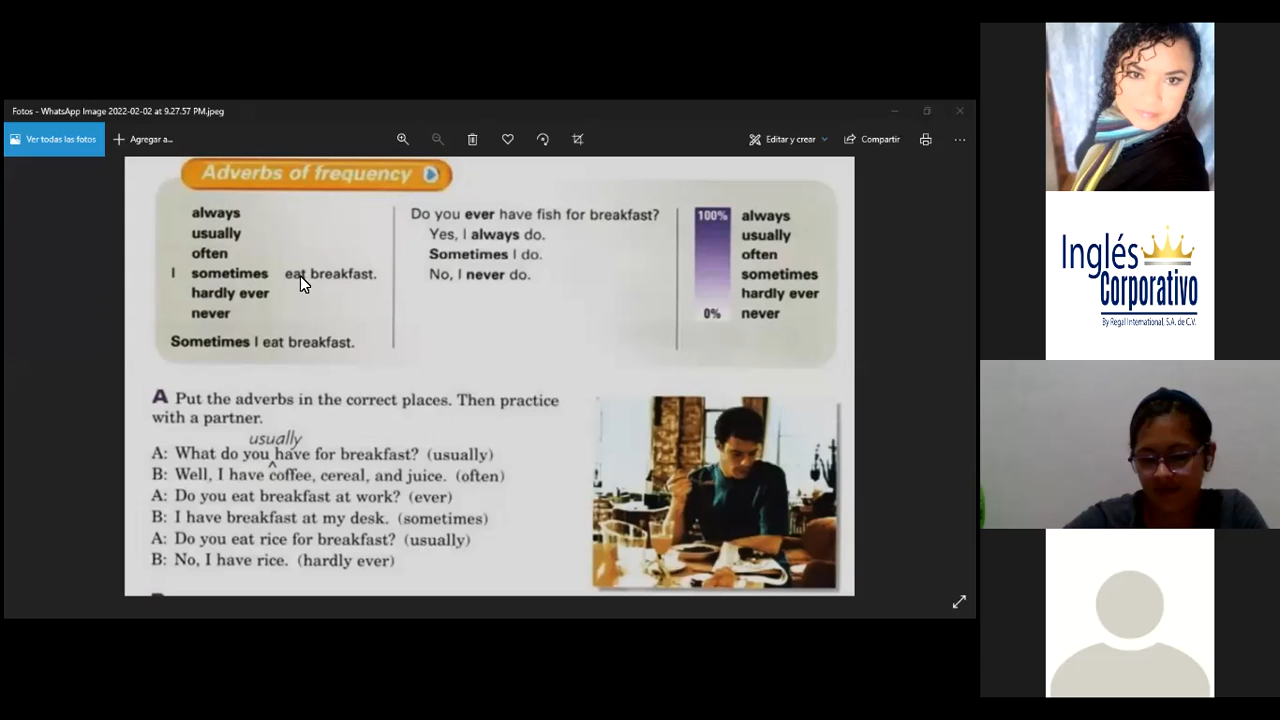 Fotos - WhatsApp Image 2022-02-02 at 9.27.57 PM.jpeg
Ver todas las fotos
Agregar a...
Editar y crear
Compartir
Adverbs of frequency
always
usually
often
I sometimes eat breakfast.
hardly ever
never
Sometimes I eat breakfast.
Do you ever have fish for breakfast?
Yes, I always do.
Sometimes I do.
No, I never do.
100% always
usually
often
sometimes
hardly ever
0% never
A Put the adverbs in the correct places. Then practice
with a partner.
usually
A: What do you have for breakfast? (usually)
B: Well, I have coffee, cereal, and juice. (often)
A: Do you eat breakfast at work? (ever)
B: I have breakfast at my desk. (sometimes)
A: Do you eat rice for breakfast? (usually)
B: No, I have rice. (hardly ever)
Inglés
Corporativo
By Regal International, S.A. de C.V.